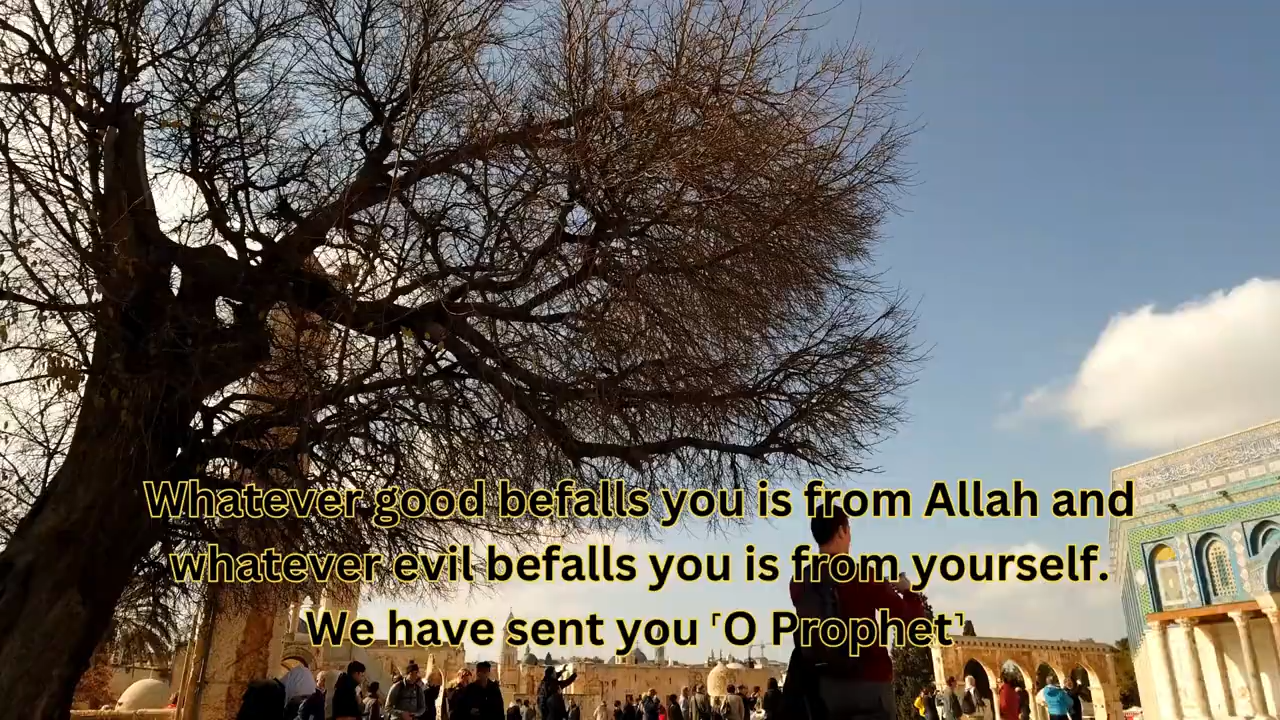 Whatever good befalls you is from Allah and
whatever evil befalls you is from yourself.
We have sent you ˹O Prophet˺